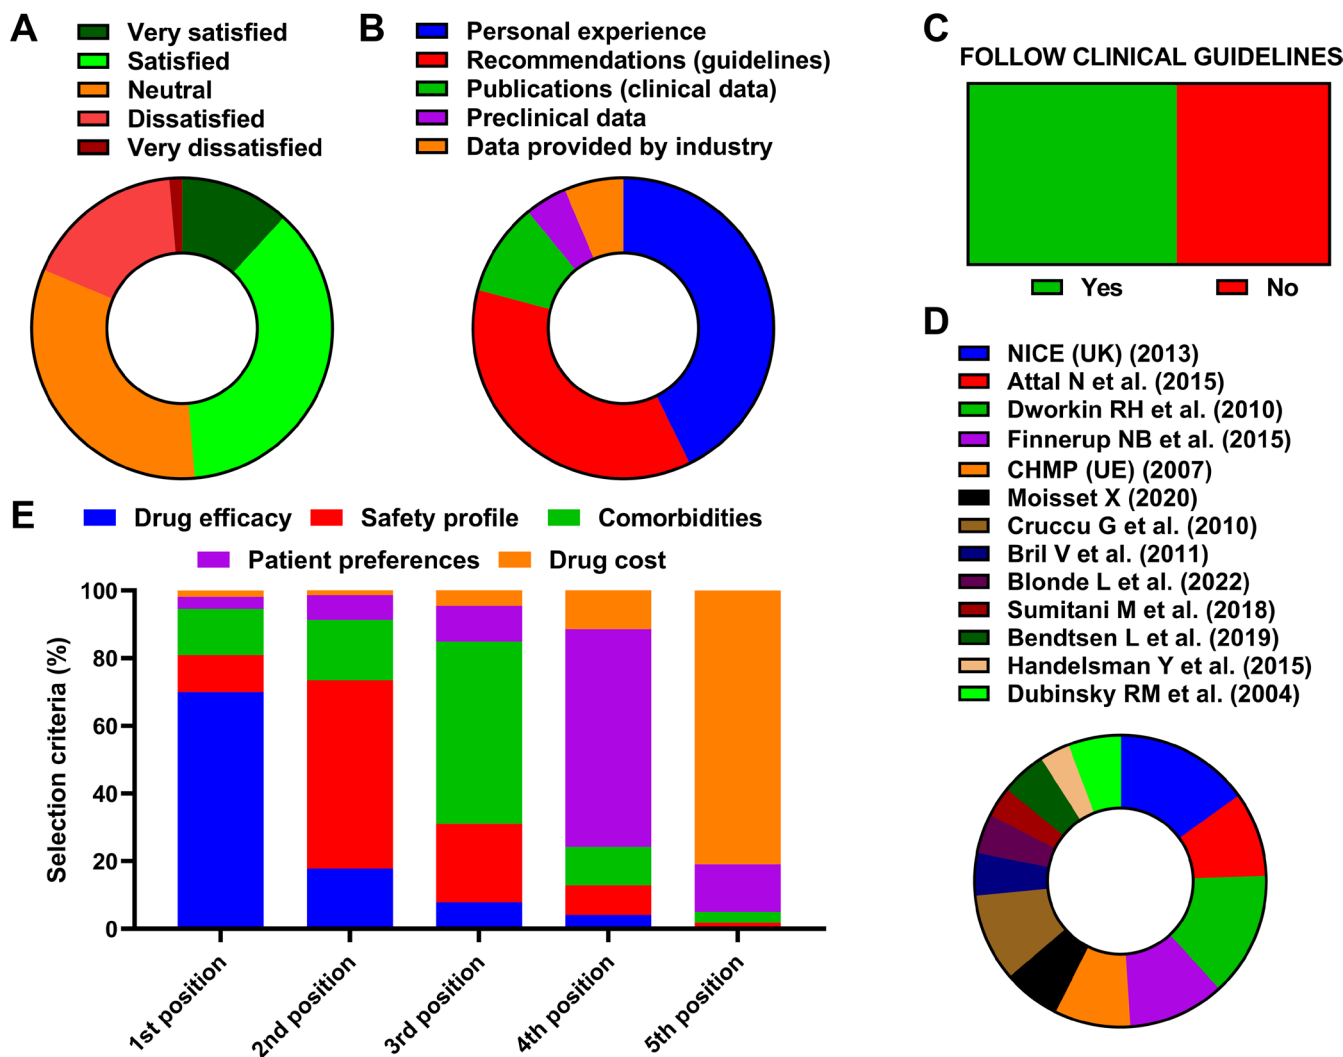 A
Very satisfied
Satisfied
Neutral
Dissatisfied
Very dissatisfied
B
Personal experience
Recommendations (guidelines)
Publications (clinical data)
Preclinical data
Data provided by industry
C
FOLLOW CLINICAL GUIDELINES
Yes No
D
NICE (UK) (2013)
Attal N et al. (2015)
Dworkin RH et al. (2010)
Finnerup NB et al. (2015)
CHMP (UE) (2007)
Moisset X (2020)
Cruccu G et al. (2010)
Bril V et al. (2011)
Blonde L et al. (2022)
Sumitani M et al. (2018)
Bendtsen L et al. (2019)
Handelsman Y et al. (2015)
Dubinsky RM et al. (2004)
E
Drug efficacy Safety profile Comorbidities
Patient preferences Drug cost
Selection criteria (%)
100
80
60
40
20
0
1st position
2nd position
3rd position
4th position
5th position